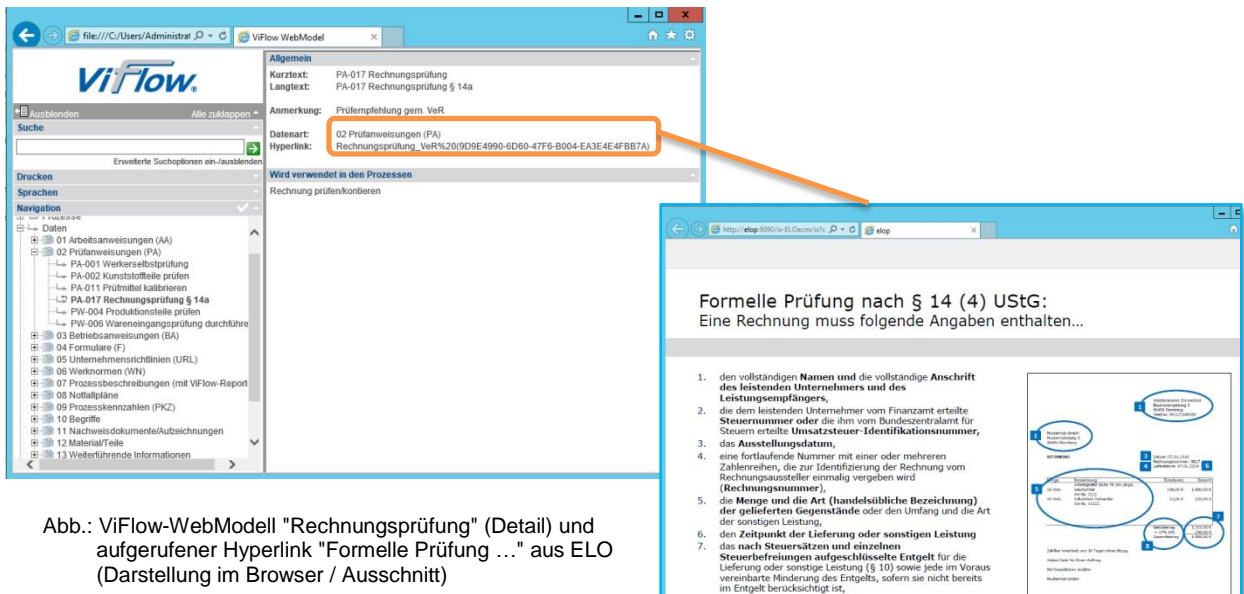 file:///C:/Users/Administrat
ViFlow WebModel
ViFlow®
Ausblenden
Alle zuklappen
Suche
Erweiterte Suchoptionen ein-/ausblenden
Drucken
Sprachen
Navigation
Prozesse
Daten
01 Arbeitsanweisungen (AA)
02 Prüfanweisungen (PA)
PA-001 Werkerselbstprüfung
PA-002 Kunststoffteile prüfen
PA-011 Prüfmittel kalibrieren
PA-017 Rechnungsprüfung § 14a
PW-004 Produktionsteile prüfen
PW-006 Wareneingangsprüfung durchführe
03 Betriebsanweisungen (BA)
04 Formulare (F)
05 Unternehmensrichtlinien (URL)
06 Werknormen (WN)
07 Prozessbeschreibungen (mit ViFlow-Report
08 Notfallpläne
09 Prozesskennzahlen (PKZ)
10 Begriffe
11 Nachweisdokumente/Aufzeichnungen
12 Material/Teile
13 Weiterführende Informationen
Allgemein
Kurztext: PA-017 Rechnungsprüfung
Langtext: PA-017 Rechnungsprüfung § 14a
Anmerkung: Prüfempfehlung gem. VeR
Datenart: 02 Prüfanweisungen (PA)
Hyperlink: Rechnungsprüfung_VeR%20(9D9E4990-6D60-47F6-B004-EA3E4E4FBB7A)
Wird verwendet in den Prozessen
Rechnung prüfen/kontieren
http://elop:9090/ix-ELOecm/ix?c
elop
Formelle Prüfung nach § 14 (4) UStG:
Eine Rechnung muss folgende Angaben enthalten…
1. den vollständigen Namen und die vollständige Anschrift
des leistenden Unternehmers und des
Leistungsempfängers,
2. die dem leistenden Unternehmer vom Finanzamt erteilte
Steuernummer oder die ihm vom Bundeszentralamt für
Steuern erteilte Umsatzsteuer-Identifikationsnummer,
3. das Ausstellungsdatum,
4. eine fortlaufende Nummer mit einer oder mehreren
Zahlenreihen, die zur Identifizierung der Rechnung vom
Rechnungsaussteller einmalig vergeben wird
(Rechnungsnummer),
5. die Menge und die Art (handelsübliche Bezeichnung)
der gelieferten Gegenstände oder den Umfang und die Art
der sonstigen Leistung,
6. den Zeitpunkt der Lieferung oder sonstigen Leistung
7. das nach Steuersätzen und einzelnen
Steuerbefreiungen aufgeschlüsselte Entgelt für die
Lieferung oder sonstige Leistung (§ 10) sowie jede im Voraus
vereinbarte Minderung des Entgelts, sofern sie nicht bereits
im Entgelt berücksichtigt ist,
1
1
RECHNUNG
3
4
6
5
7
8
Abb.: ViFlow-WebModell "Rechnungsprüfung" (Detail) und
aufgerufener Hyperlink "Formelle Prüfung …" aus ELO
(Darstellung im Browser / Ausschnitt)